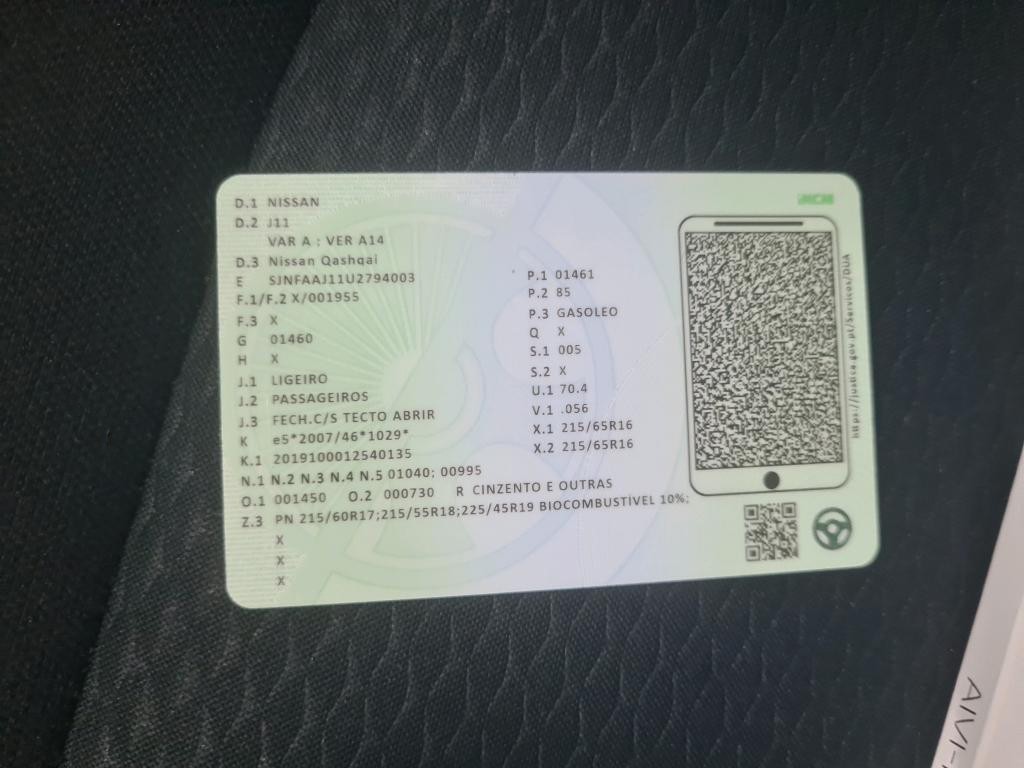 D.1 NISSAN
D.2 J11
VAR A : VER A14
D.3 Nissan Qashqai
E SJNFAAJ11U2794003
F.1/F.2 X/001955
F.3 X
G 01460
H X
J.1 LIGEIRO
J.2 PASSAGEIROS
J.3 FECH.C/S TECTO ABRIR
K e5*2007/46*1029*
K.1 2019100012540135
N.1 N.2 N.3 N.4 N.5 01040; 00995
O.1 001450 O.2 000730 R CINZENTO E OUTRAS
Z.3 PN 215/60R17;215/55R18;225/45R19 BIOCOMBUSTÍVEL 10%;
X
X
X
P.1 01461
P.2 85
P.3 GASOLEO
Q X
S.1 005
S.2 X
U.1 70.4
V.1 .056
X.1 215/65R16
X.2 215/65R16
https://justica.gov.pt/Servicos/DUA